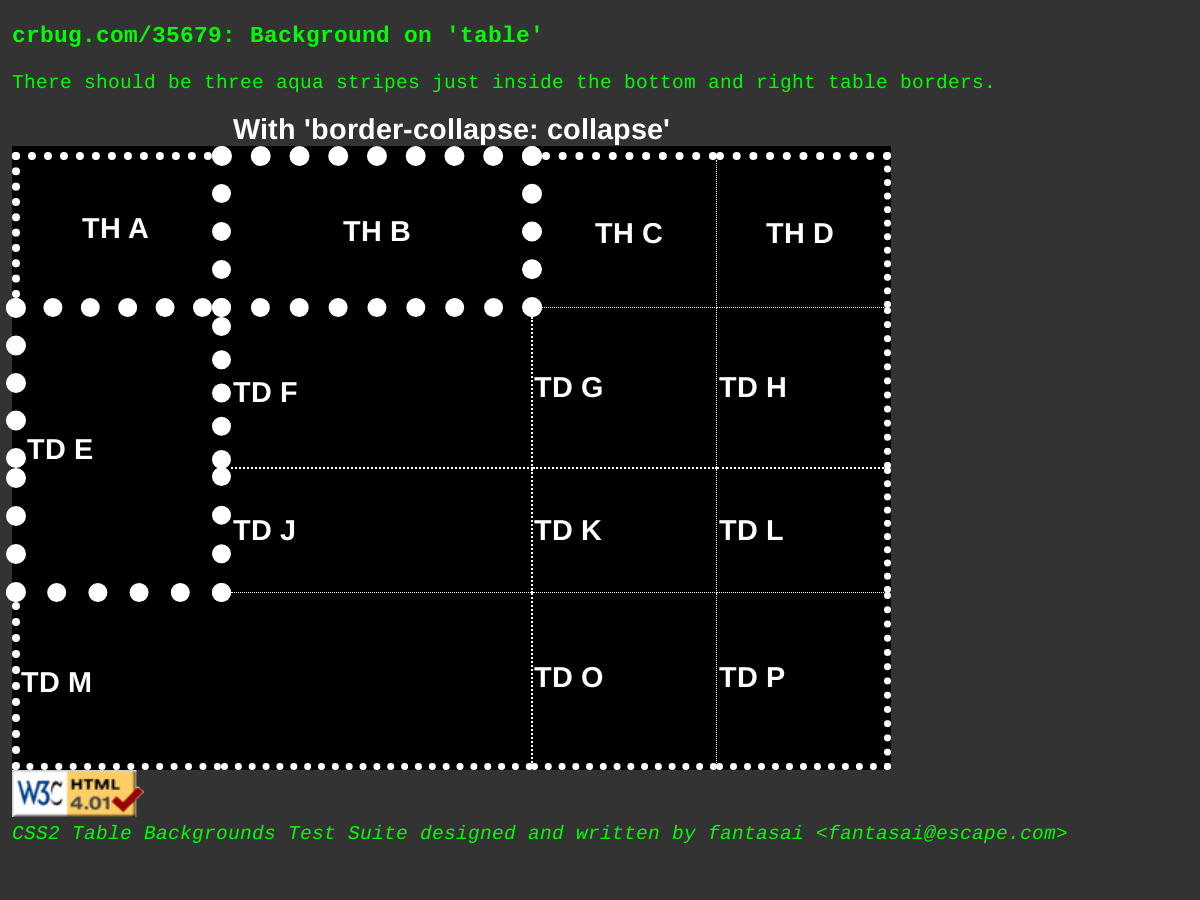 crbug.com/35679: Background on 'table'
There should be three aqua stripes just inside the bottom and right table borders.
With 'border-collapse: collapse'
TH A TH B TH C TH D
TD E TD F TD G TD H
TD J TD K TD L
TD M TD O TD P
W3C HTML 4.01
CSS2 Table Backgrounds Test Suite designed and written by fantasai <fantasai@escape.com>